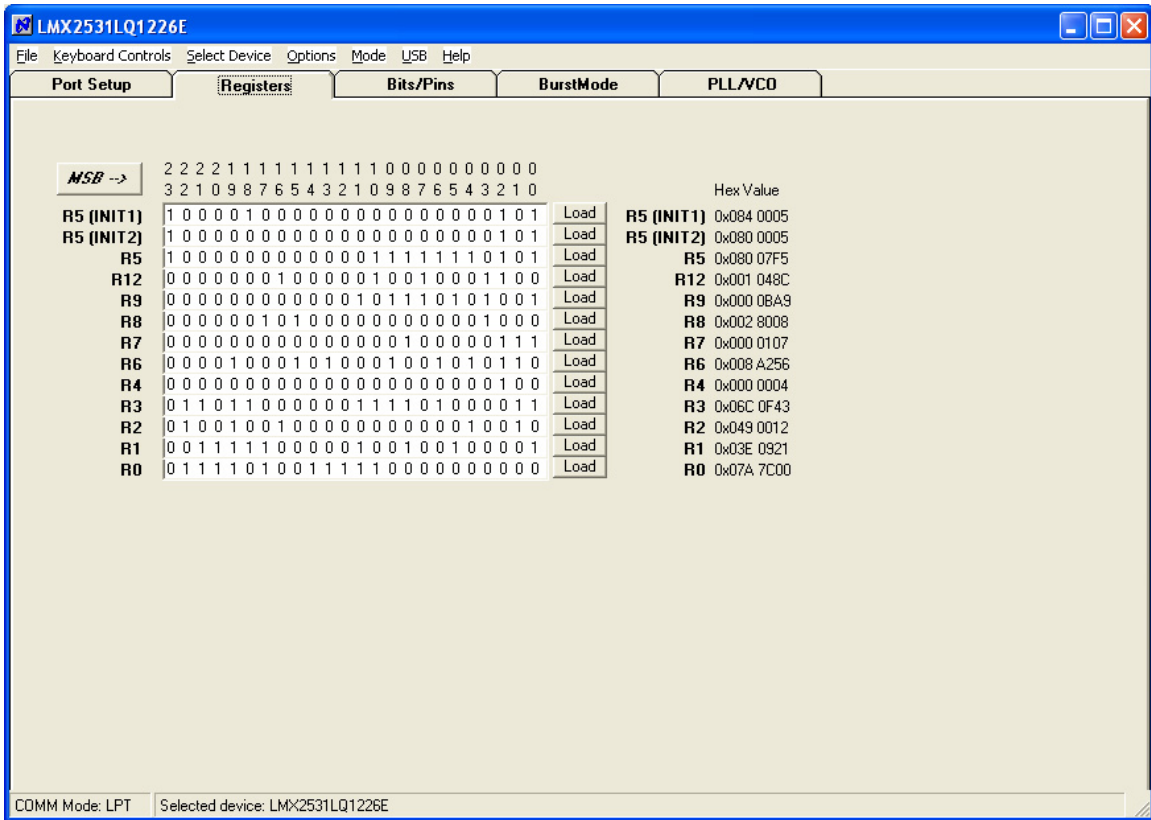 LMX2531LQ1226E
File Keyboard Controls Select Device Options Mode USB Help
Port Setup Registers Bits/Pins BurstMode PLL/VCO
2 2 2 2 1 1 1 1 1 1 1 1 1 1 0 0 0 0 0 0 0 0 0 0
MSB -->
3 2 1 0 9 8 7 6 5 4 3 2 1 0 9 8 7 6 5 4 3 2 1 0 Hex Value
R5 (INIT1) 1 0 0 0 0 1 0 0 0 0 0 0 0 0 0 0 0 0 0 0 0 1 0 1 Load R5 (INIT1) 0x084 0005
R5 (INIT2) 1 0 0 0 0 0 0 0 0 0 0 0 0 0 0 0 0 0 0 0 0 1 0 1 Load R5 (INIT2) 0x080 0005
R5 1 0 0 0 0 0 0 0 0 0 0 0 0 1 1 1 1 1 1 1 0 1 0 1 Load R5 0x080 07F5
R12 0 0 0 0 0 0 0 1 0 0 0 0 0 1 0 0 1 0 0 0 1 1 0 0 Load R12 0x001 048C
R9 0 0 0 0 0 0 0 0 0 0 0 0 1 0 1 1 1 0 1 0 1 0 0 1 Load R9 0x000 0BA9
R8 0 0 0 0 0 0 1 0 1 0 0 0 0 0 0 0 0 0 0 0 1 0 0 0 Load R8 0x002 8008
R7 0 0 0 0 0 0 0 0 0 0 0 0 0 0 0 1 0 0 0 0 0 1 1 1 Load R7 0x000 0107
R6 0 0 0 0 1 0 0 0 1 0 1 0 0 0 1 0 0 1 0 1 0 1 1 0 Load R6 0x008 A256
R4 0 0 0 0 0 0 0 0 0 0 0 0 0 0 0 0 0 0 0 0 0 1 0 0 Load R4 0x000 0004
R3 0 1 1 0 1 1 0 0 0 0 0 0 1 1 1 1 0 1 0 0 0 0 1 1 Load R3 0x06C 0F43
R2 0 1 0 0 1 0 0 1 0 0 0 0 0 0 0 0 0 0 0 1 0 0 1 0 Load R2 0x049 0012
R1 0 0 1 1 1 1 1 0 0 0 0 0 1 0 0 1 0 0 1 0 0 0 0 1 Load R1 0x03E 0921
R0 0 1 1 1 1 0 1 0 0 1 1 1 1 1 0 0 0 0 0 0 0 0 0 0 Load R0 0x07A 7C00
COMM Mode: LPT Selected device: LMX2531LQ1226E